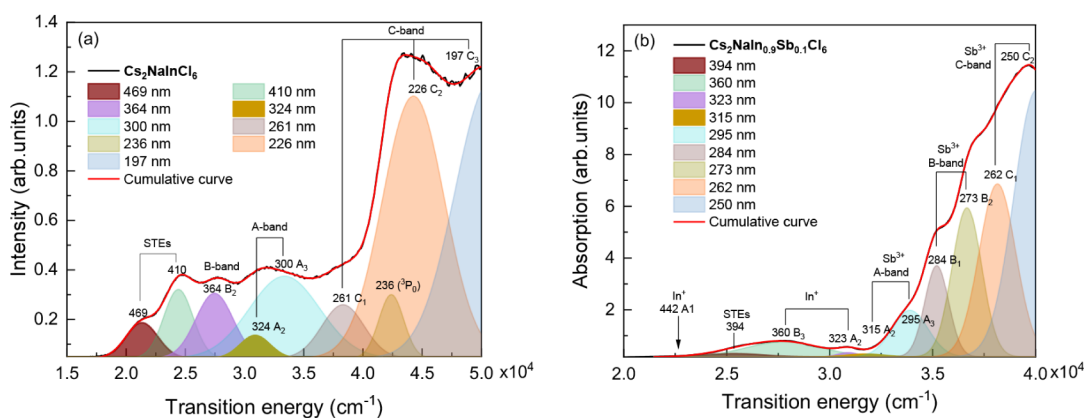 (a)
C-band
197 C₃
Cs₂NaInCl₆
469 nm
410 nm
364 nm
324 nm
300 nm
261 nm
236 nm
226 nm
197 nm
Cumulative curve
226 C₂
A-band
STEs
300 A₃
410
B-band
364 B₂
469
324 A₂
261 C₁
236 (³P₀)
Intensity (arb.units)
1.4
1.2
1.0
0.8
0.6
0.4
0.2
1.5 2.0 2.5 3.0 3.5 4.0 4.5 5.0 x10⁴
Transition energy (cm⁻¹)
(b)
Cs₂NaIn₀.₉Sb₀.₁Cl₆
394 nm
360 nm
323 nm
315 nm
295 nm
284 nm
273 nm
262 nm
250 nm
Cumulative curve
Sb³⁺
C-band
250 C₂
Sb³⁺
B-band
262 C₁
273 B₂
Sb³⁺
A-band
284 B₁
In⁺
442 A1
In⁺
STEs
394
360 B₃
323 A₂
315 A₂
295 A₃
Absorption (arb.units)
12
10
8
6
4
2
2.0 2.5 3.0 3.5 4.0 x10⁴
Transition energy (cm⁻¹)